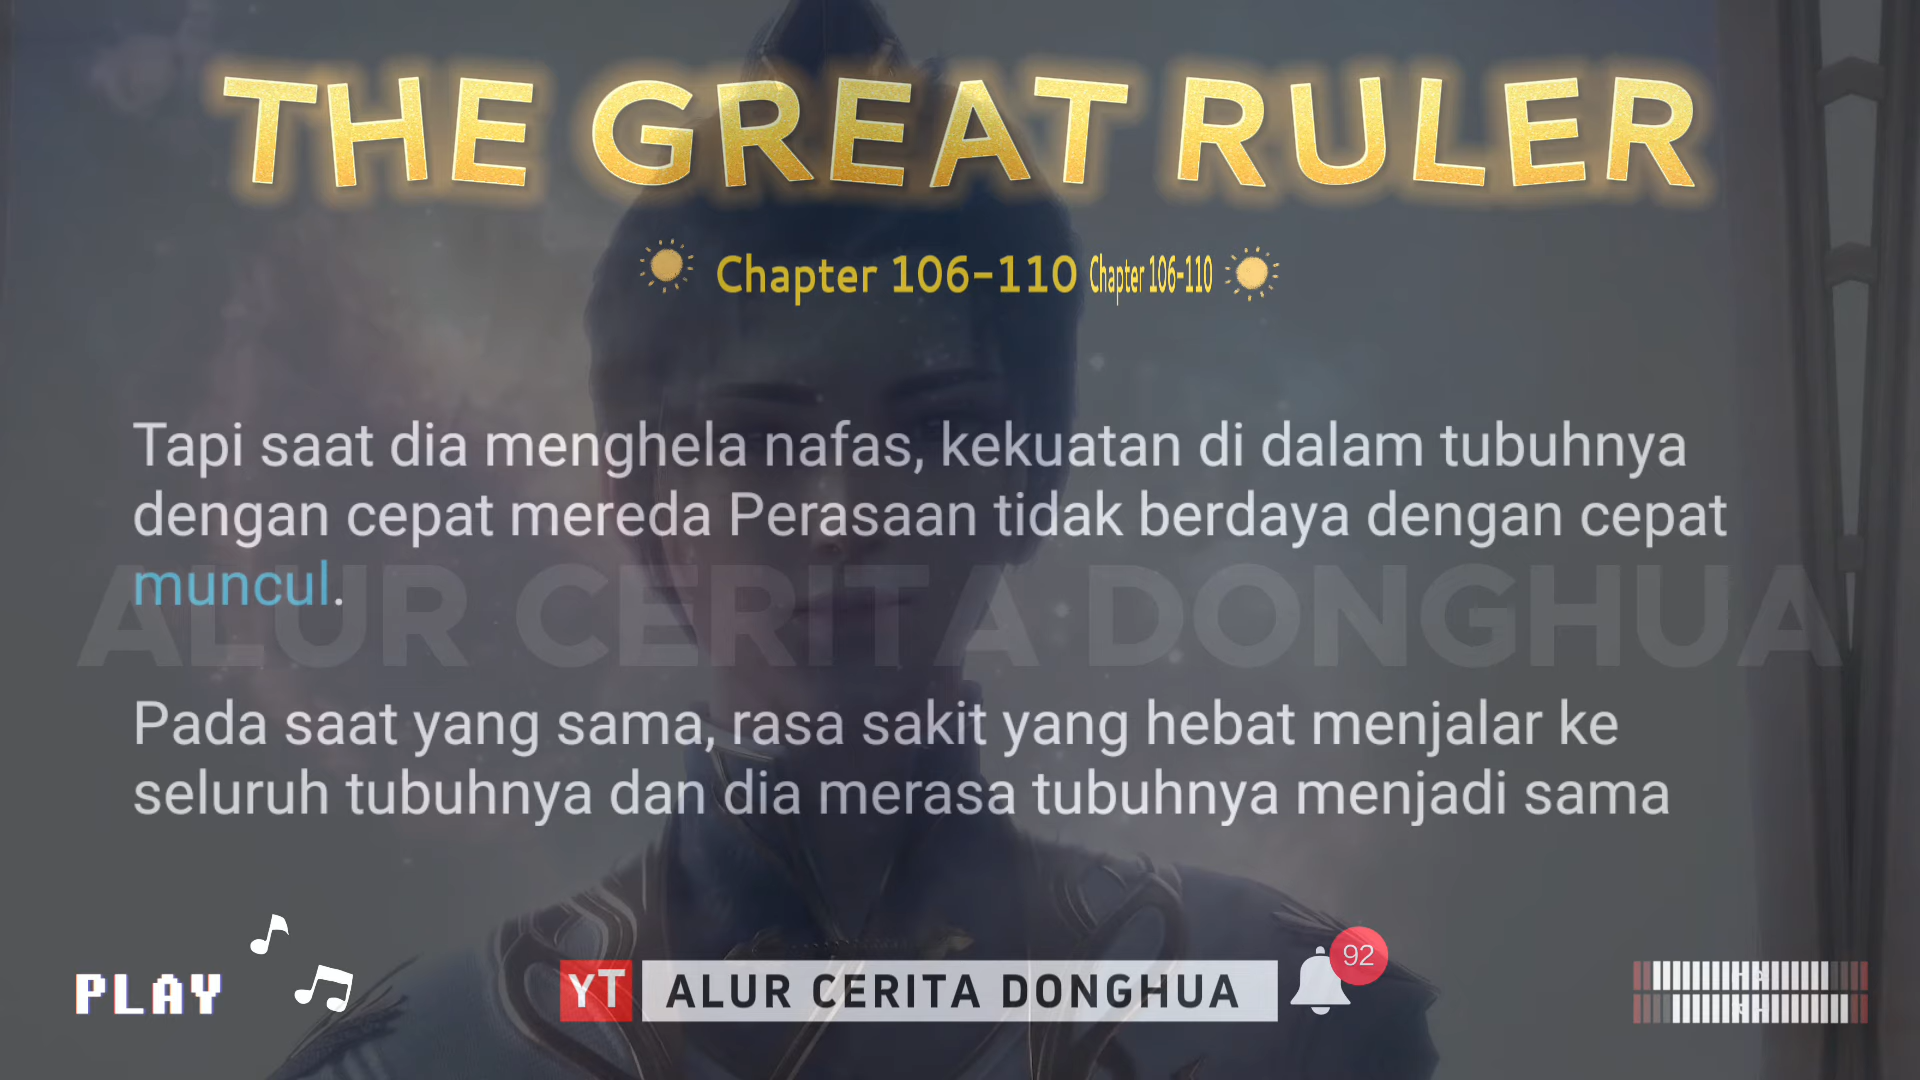 THE GREAT RULER
Chapter 106-110 Chapter 106-110
Tapi saat dia menghela nafas, kekuatan di dalam tubuhnya
dengan cepat mereda Perasaan tidak berdaya dengan cepat
muncul.
ALUR CERITA DONGHUA
Pada saat yang sama, rasa sakit yang hebat menjalar ke
seluruh tubuhnya dan dia merasa tubuhnya menjadi sama
PLAY
YT ALUR CERITA DONGHUA
92